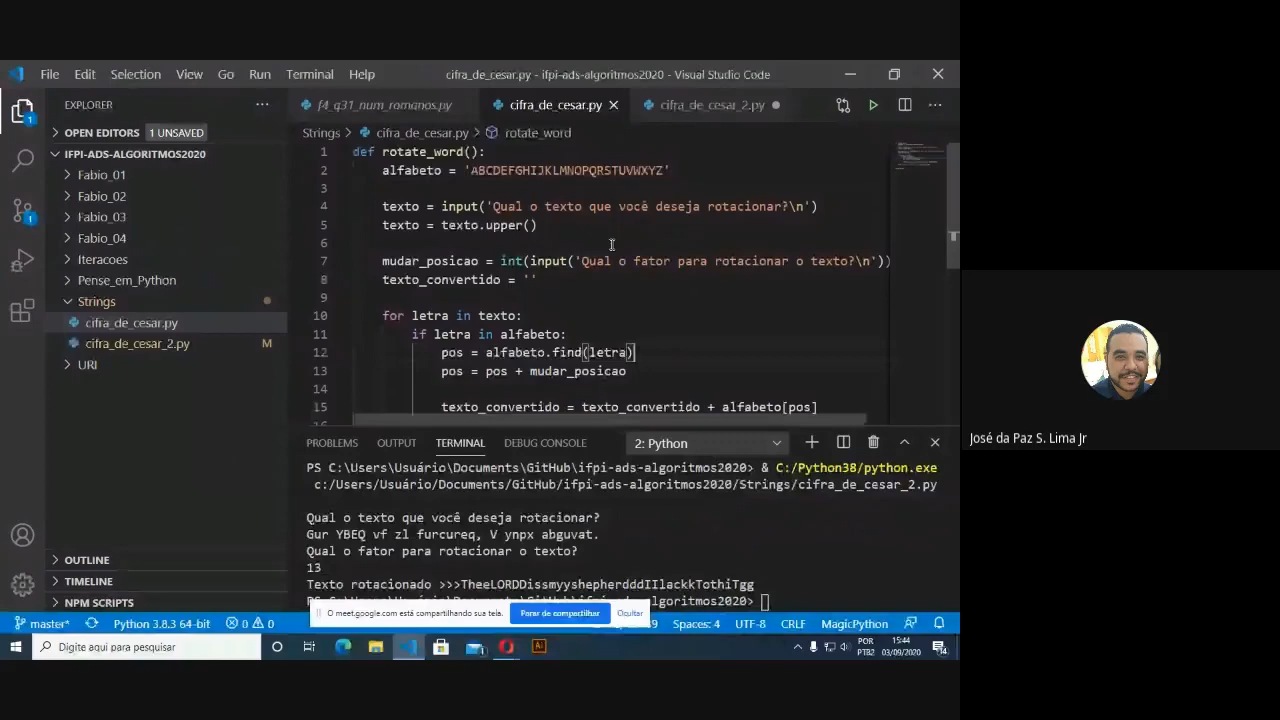 File Edit Selection View Go Run Terminal Help cifra_de_cesar.py - ifpi-ads-algoritmos2020 - Visual Studio Code
EXPLORER
OPEN EDITORS 1 UNSAVED
IFPI-ADS-ALGORITMOS2020
Fabio_01
Fabio_02
Fabio_03
Fabio_04
Iteracoes
Pense_em_Python
Strings
cifra_de_cesar.py
cifra_de_cesar_2.py M
URI
OUTLINE
TIMELINE
NPM SCRIPTS
f4_q31_num_romanos.py cifra_de_cesar.py cifra_de_cesar_2.py
Strings > cifra_de_cesar.py > rotate_word
1 def rotate_word():
2 alfabeto = 'ABCDEFGHIJKLMNOPQRSTUVWXYZ'
3
4 texto = input('Qual o texto que você deseja rotacionar?\n')
5 texto = texto.upper()
6
7 mudar_posicao = int(input('Qual o fator para rotacionar o texto?\n'))
8 texto_convertido = ''
9
10 for letra in texto:
11 if letra in alfabeto:
12 pos = alfabeto.find(letra)
13 pos = pos + mudar_posicao
14
15 texto_convertido = texto_convertido + alfabeto[pos]
PROBLEMS OUTPUT TERMINAL DEBUG CONSOLE 2: Python
PS C:\Users\Usuário\Documents\GitHub\ifpi-ads-algoritmos2020> & C:/Python38/python.exe
c:/Users/Usuário/Documents/GitHub/ifpi-ads-algoritmos2020/Strings/cifra_de_cesar_2.py
Qual o texto que você deseja rotacionar?
Gur YBEQ vf zl furcureq, V ynpx abguvat.
Qual o fator para rotacionar o texto?
13
Texto rotacionado >>>TheeLORDDissmyyshepherdddIIlackkTothiTgg
O meet.google.com está compartilhando sua tela. Parar de compartilhar Ocultar
master* Python 3.8.3 64-bit 0 0 Spaces: 4 UTF-8 CRLF MagicPython
Digite aqui para pesquisar
POR
PTB2
15:44
03/09/2020
José da Paz S. Lima Jr